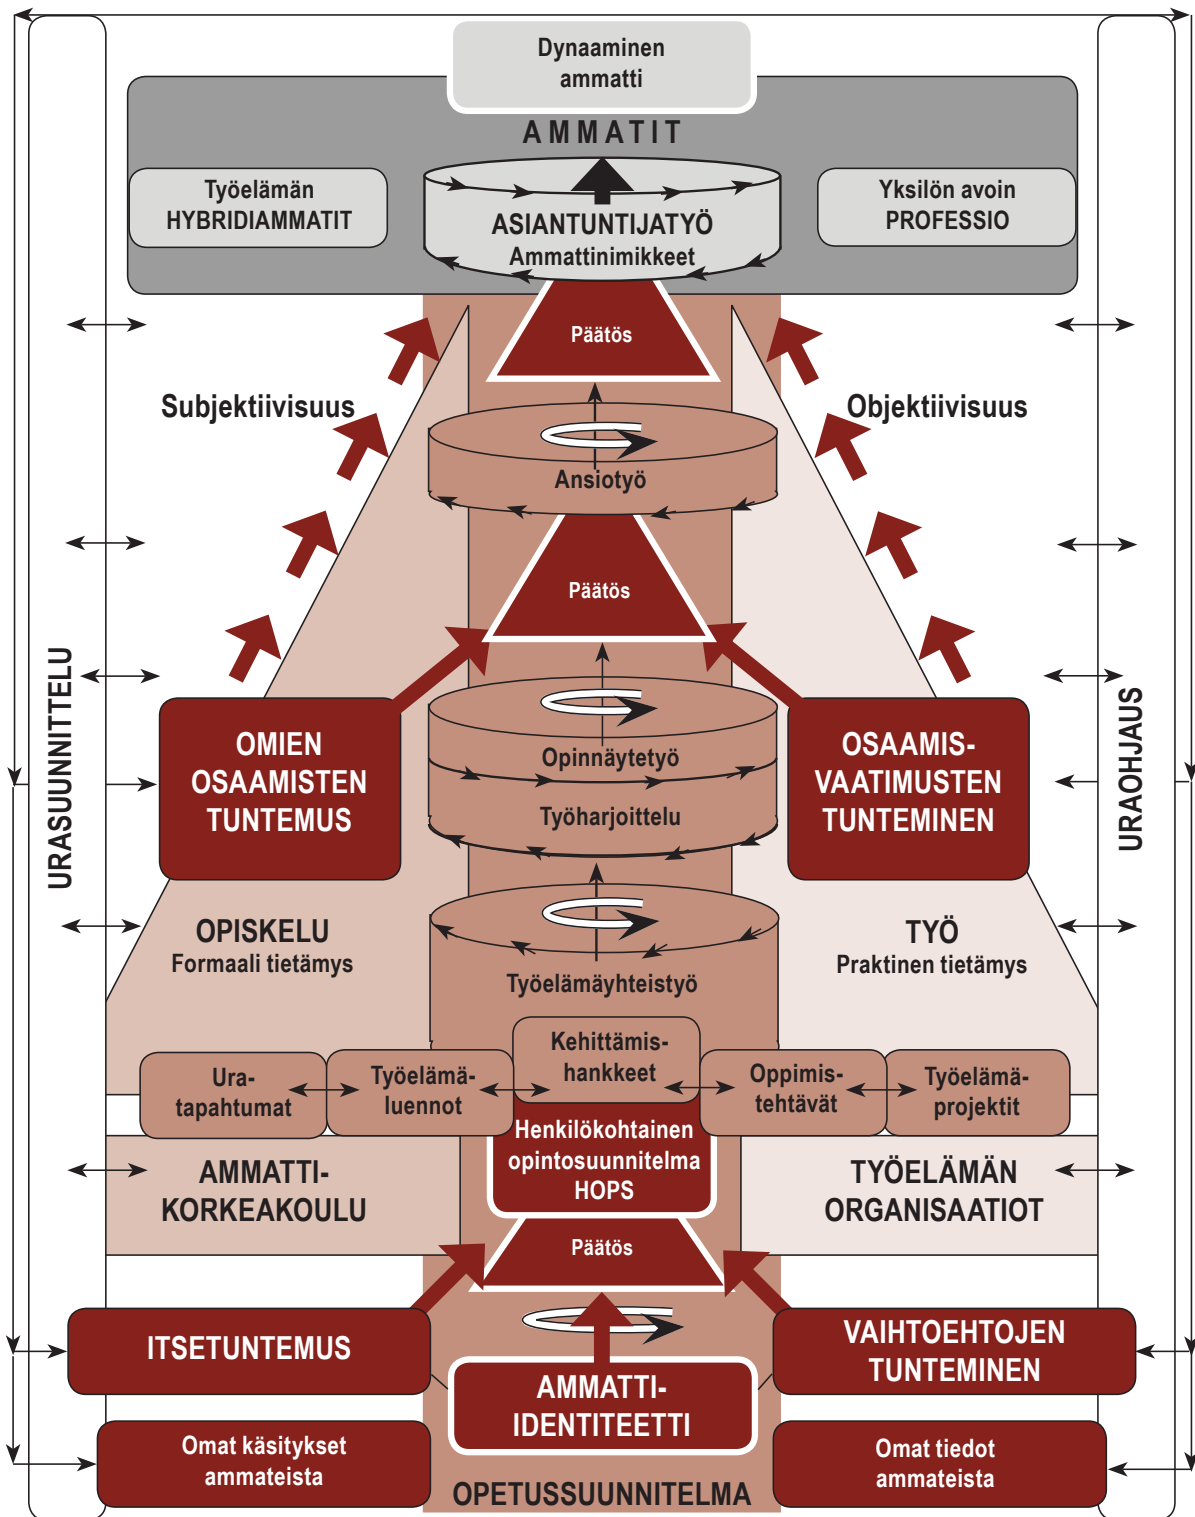 Dynaaminen
ammatti
AMMATIT
Työelämän
HYBRIDIAMMATIT
ASIANTUNTIJATYÖ
Ammattinimikkeet
Yksilön avoin
PROFESSIO
Päätös
Subjektiivisuus
Objektiivisuus
Ansiotyö
Päätös
URASUUNNITTELU
URAOHJAUS
OMIEN
OSAAMISTEN
TUNTEMUS
Opinnäytetyö
Työharjoittelu
OSAAMIS-
VAATIMUSTEN
TUNTEMINEN
OPISKELU
Formaali tietämys
Työelämäyhteistyö
TYÖ
Praktinen tietämys
Ura-
tapahtumat
Työelämä-
luennot
Kehittämis-
hankkeet
Oppimis-
tehtävät
Työelämä-
projektit
AMMATTI-
KORKEAKOULU
Henkilökohtainen
opintosuunnitelma
HOPS
TYÖELÄMÄN
ORGANISAATIOT
Päätös
ITSETUNTEMUS
AMMATTI-
IDENTITEETTI
VAIHTOEHTOJEN
TUNTEMINEN
Omat käsitykset
ammateista
Omat tiedot
ammateista
OPETUSSUUNNITELMA